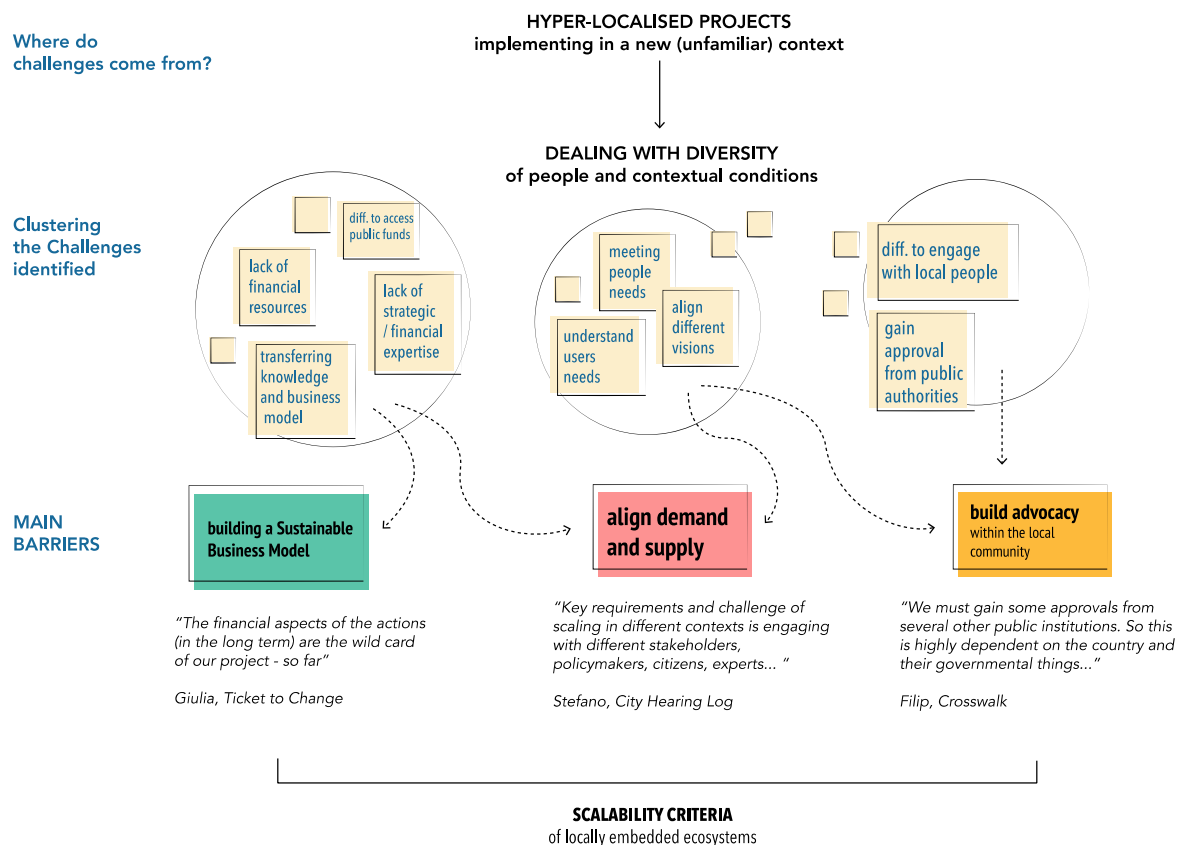 Where do
challenges come from?
HYPER-LOCALISED PROJECTS
implementing in a new (unfamiliar) context
DEALING WITH DIVERSITY
of people and contextual conditions
Clustering
the Challenges
identified
diff. to access
public funds
lack of
financial
resources
lack of
strategic
/ financial
expertise
transferring
knowledge
and business
model
meeting
people
needs
align
different
visions
understand
users
needs
diff. to engage
with local people
gain
approval
from public
authorities
MAIN
BARRIERS
building a Sustainable
Business Model
align demand
and supply
build advocacy
within the local
community
“The financial aspects of the actions
(in the long term) are the wild card
of our project - so far”
Giulia, Ticket to Change
“Key requirements and challenge of
scaling in different contexts is engaging
with different stakeholders,
policymakers, citizens, experts... “
Stefano, City Hearing Log
“We must gain some approvals from
several other public institutions. So this
is highly dependent on the country and
their governmental things...”
Filip, Crosswalk
SCALABILITY CRITERIA
of locally embedded ecosystems